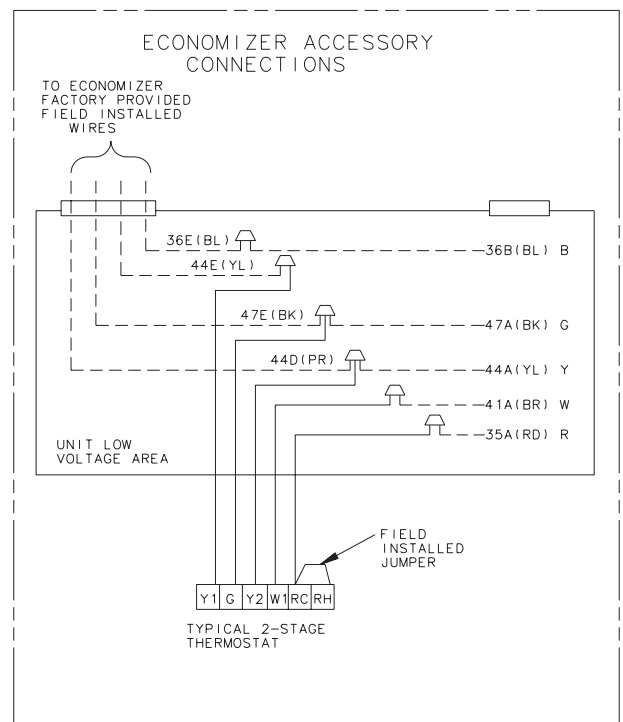 ECONOMIZER ACCESSORY
CONNECTIONS
TO ECONOMIZER
FACTORY PROVIDED
FIELD INSTALLED
WIRES
36E(BL)
36B(BL) B
44E(YL)
47E(BK)
47A(BK) G
44D(PR)
44A(YL) Y
41A(BR) W
35A(RD) R
UNIT LOW
VOLTAGE AREA
FIELD
INSTALLED
JUMPER
Y1 G Y2 W1 RC RH
TYPICAL 2-STAGE
THERMOSTAT